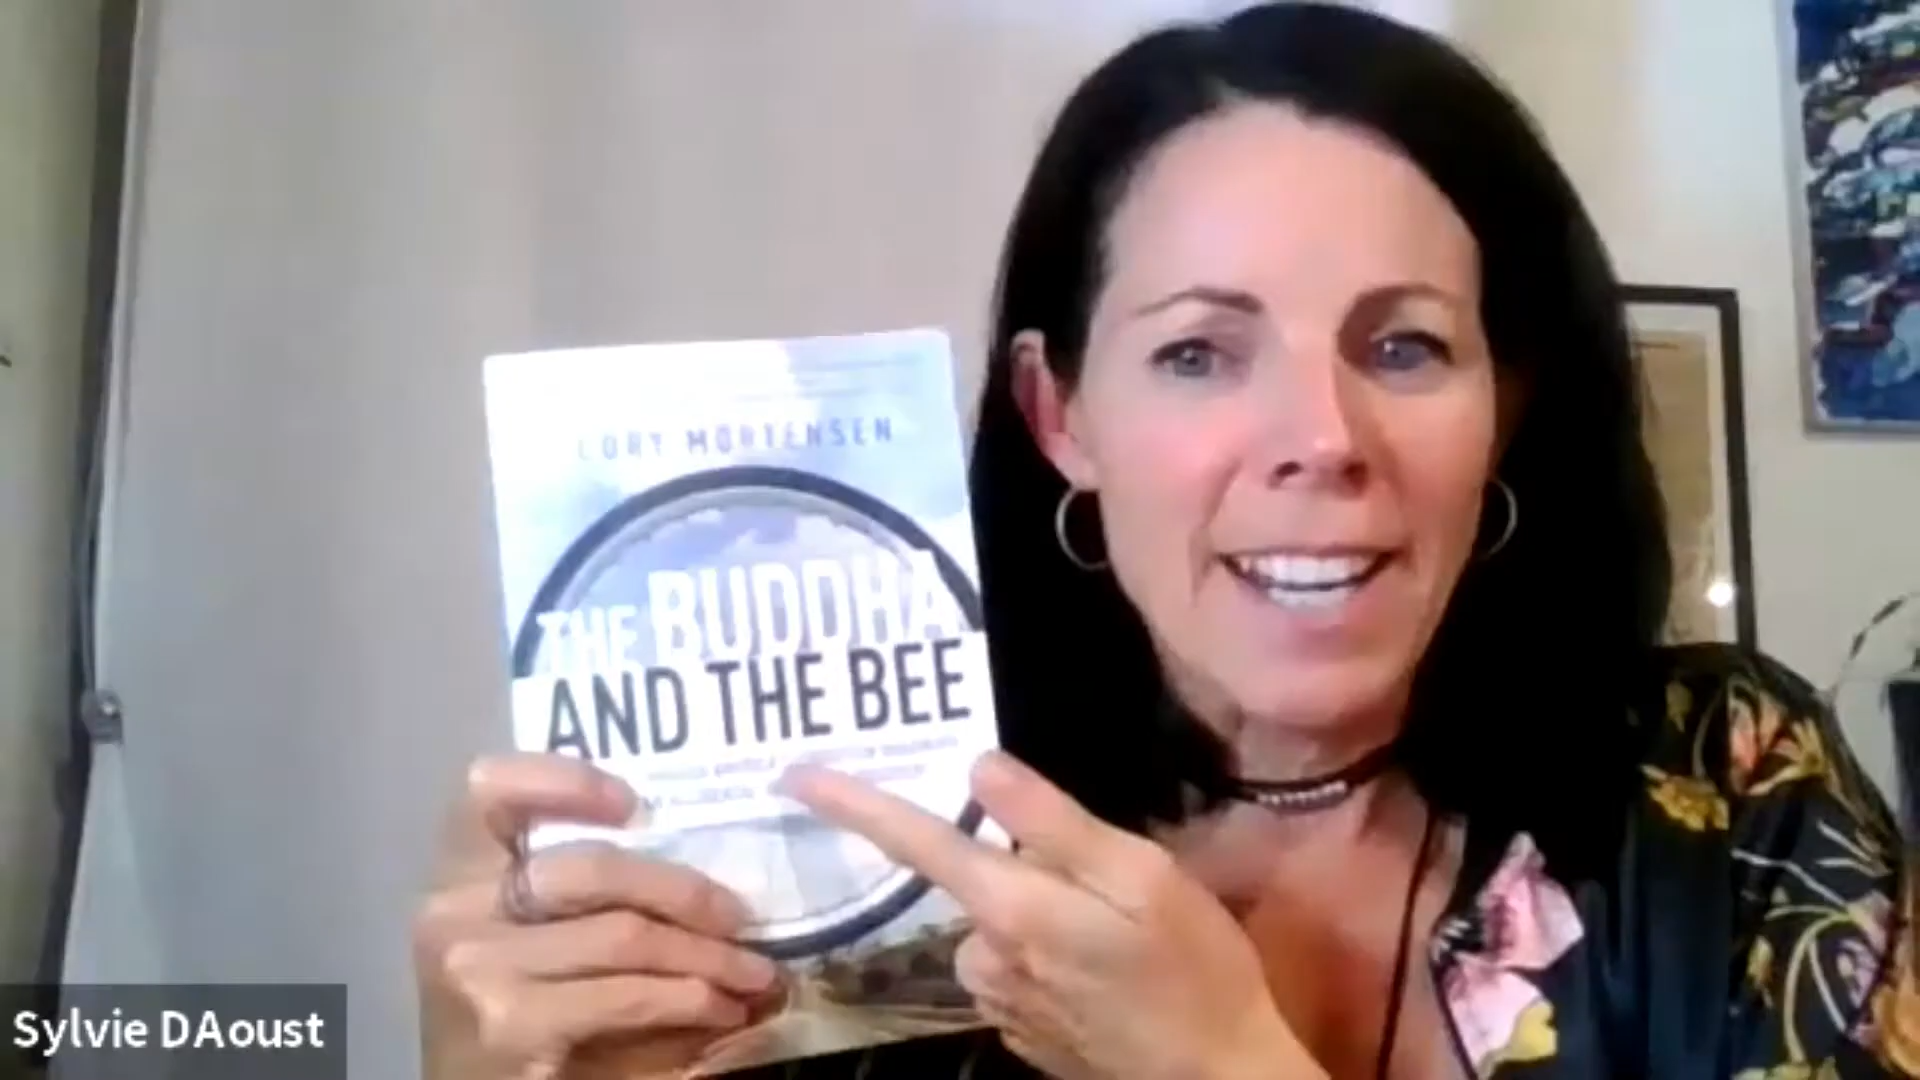 CORY MORTENSEN
THE BUDDHA
AND THE BEE
Sylvie DAoust